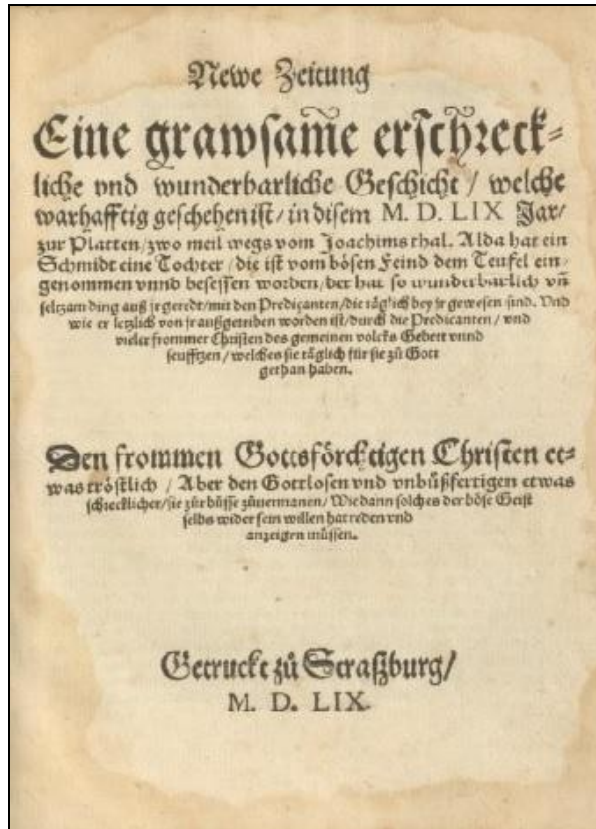 Newe Zeitung
Eine grawsam̃e erschreck-
liche vnd wunderbarliche Geschicht / welche
warhafftig geschehen ist / in disem M. D. LIX Jar /
zur Platten / zwo meil wegs vom Joachims thal. Alda hat ein
Schmidt eine Tochter / die ist vom bösen Feind dem Teufel ein-
genommen vnnd besessen worden / der hat so wunderbarlich vñ
seltzam ding auß jr geredt / mit den Predicanten / die täglich bey jr gewesen sind. Vnd
wie er letzlich von jr außgetriben worden ist / durch die Predicanten / vnd
vieler frommer Christen des gemeinen volcks Gebett vnnd
seufftzen / welches sie täglich für sie zů Gott
gethan haben.
Den frommen Gottsförchtigen Christen et-
was tröstlich / Aber den Gottlosen vnd vnbůßfertigen etwas
schrecklicher / sie zůr bůsse zůuermanen / Wie dann solches der böse Geist
selbs wider sein willen hat reden vnd
anzeigen müssen.
Getruckt zů Straßburg /
M. D. LIX.